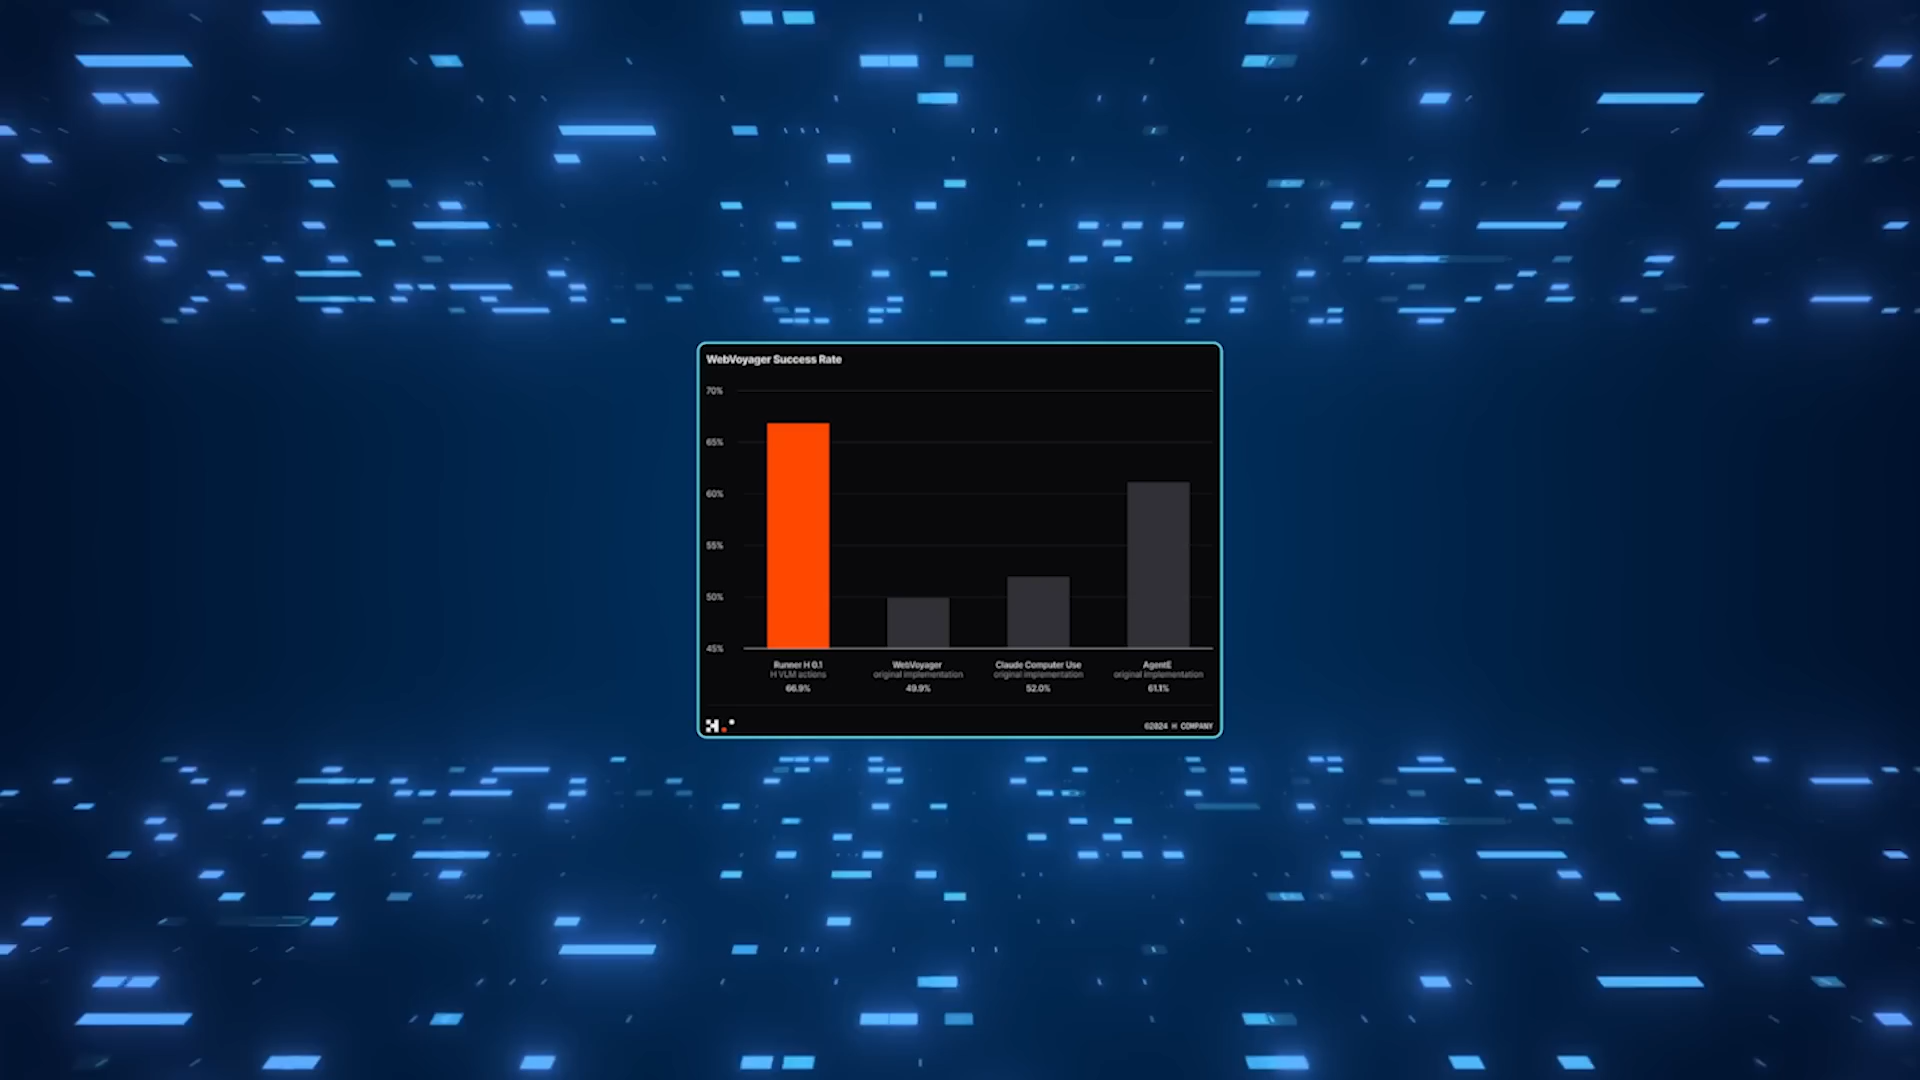 WebVoyager Success Rate
70%
65%
60%
55%
50%
45%
Runner H 0.1 WebVoyager Claude Computer Use AgentE
H VLM actions original implementation original implementation original implementation
66.9% 49.9% 52.0% 61.1%
©2024 H COMPANY